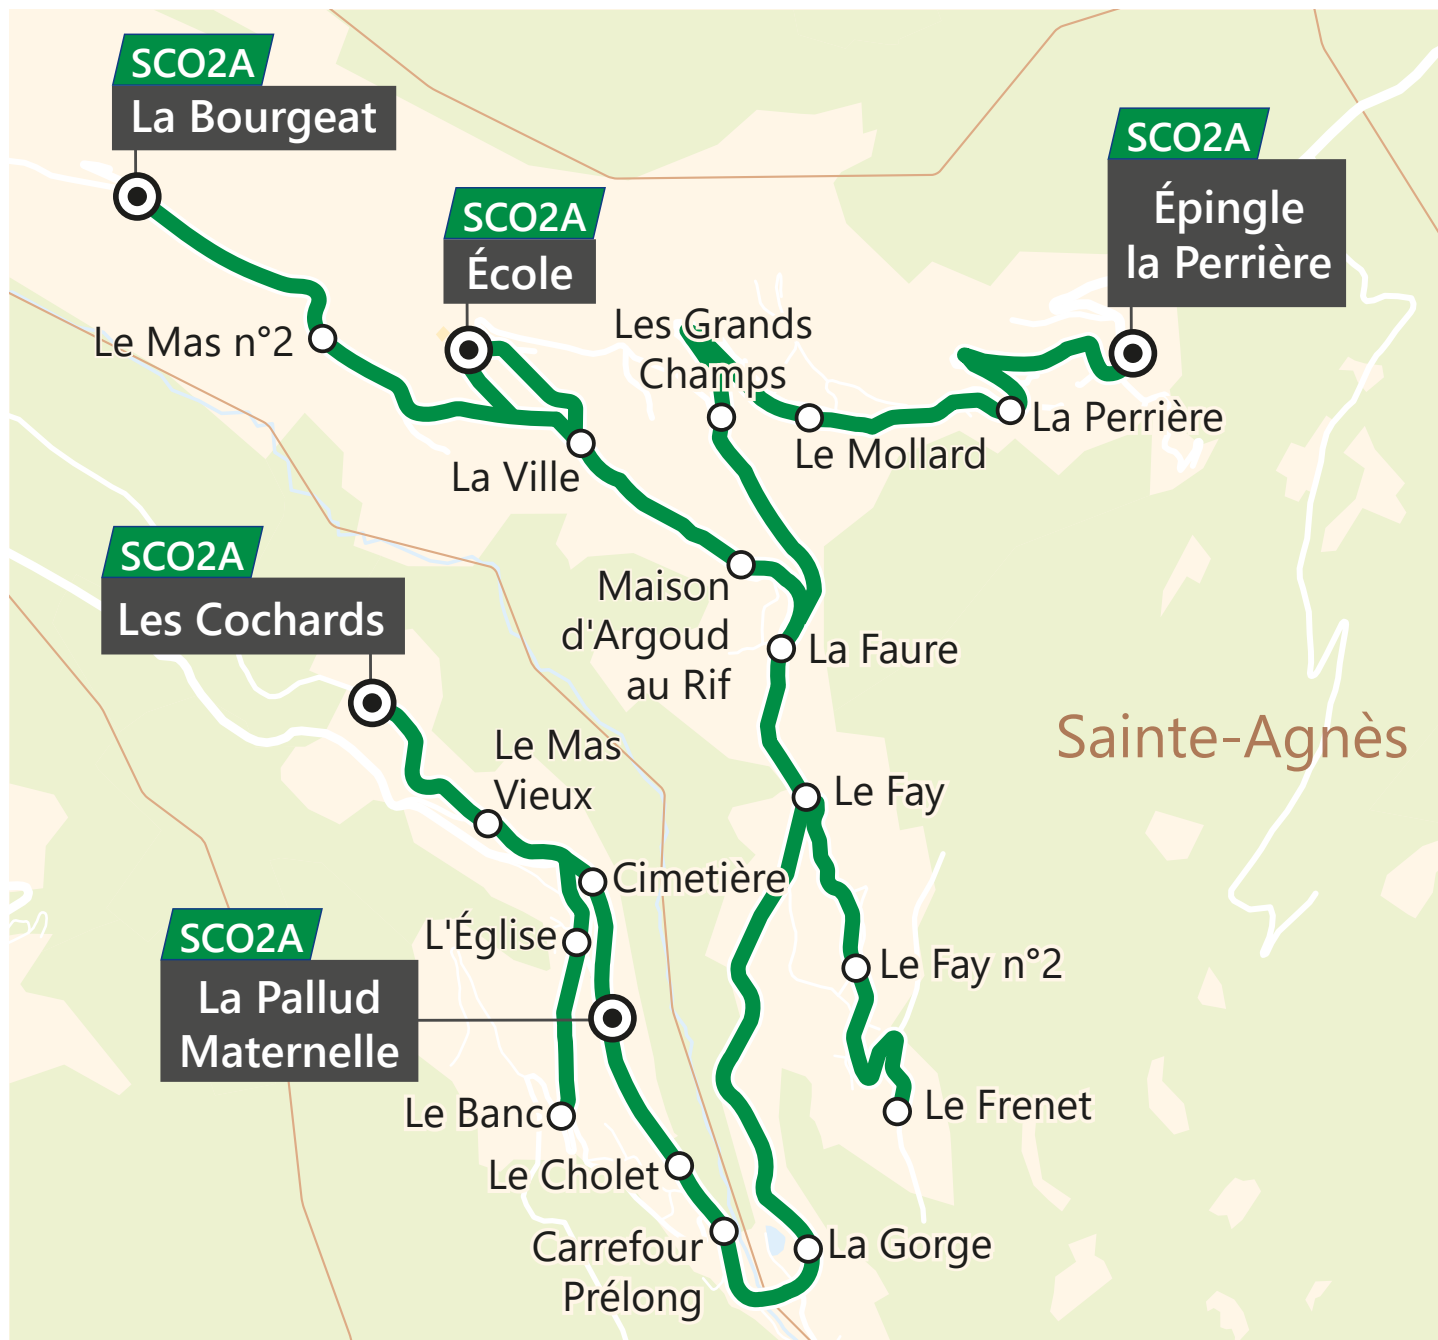 SCO2A
La Bourgeat
SCO2A
Épingle
la Perrière
SCO2A
École
Les Grands
Champs
Le Mas n°2
La Perrière
Le Mollard
La Ville
SCO2A
Les Cochards
Maison
d'Argoud
au Rif
La Faure
Sainte-Agnès
Le Mas
Vieux
Le Fay
Cimetière
L'Église
SCO2A
La Pallud
Maternelle
Le Fay n°2
Le Banc
Le Frenet
Le Cholet
Carrefour
Prélong
La Gorge